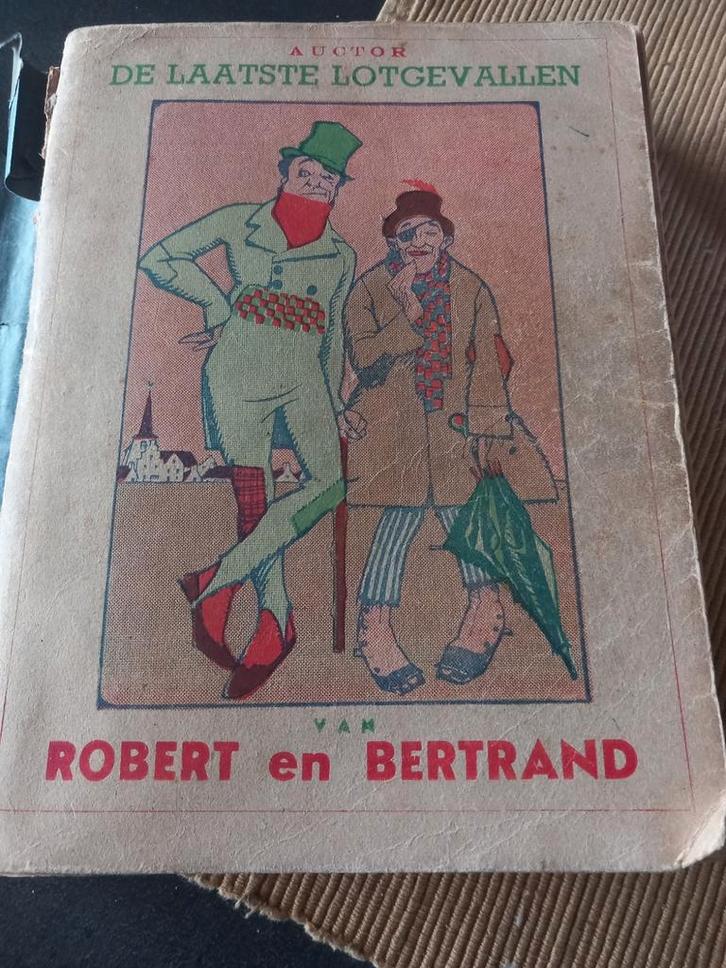 AUCTOR
DE LAATSTE LOTGEVALLEN
VAN
ROBERT en BERTRAND